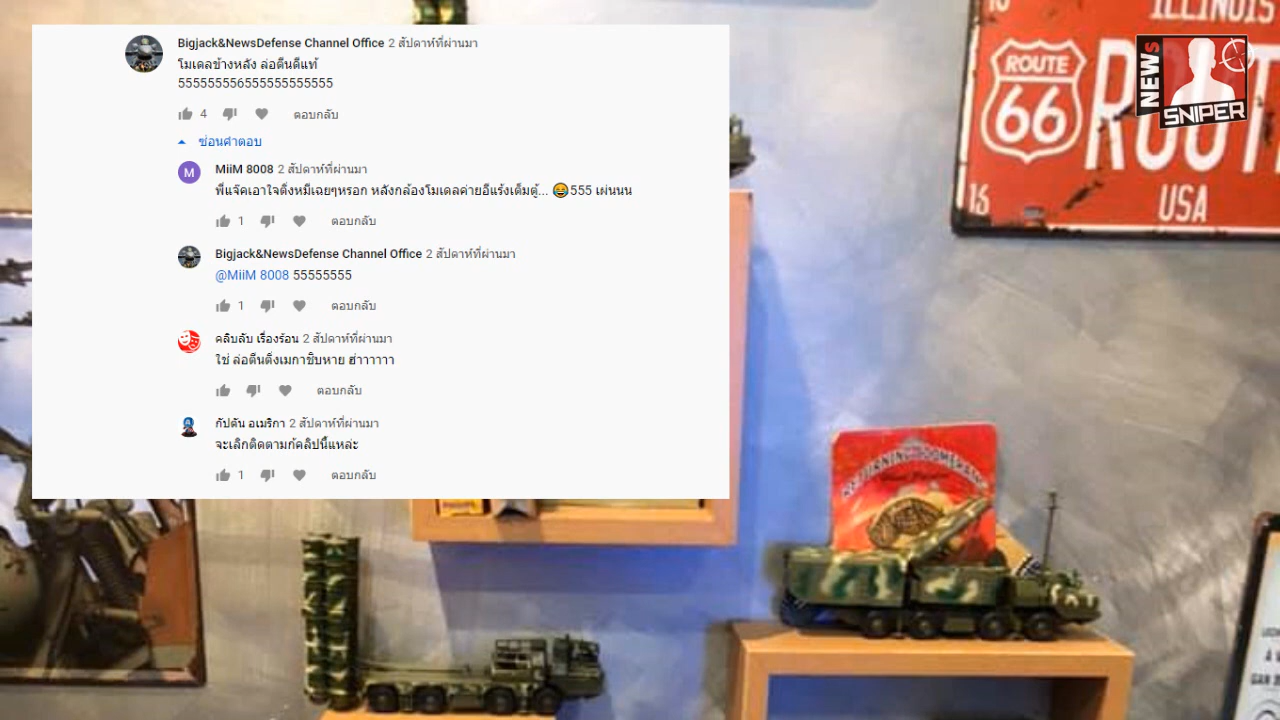 Bigjack&NewsDefense Channel Office 2 สัปดาห์ที่ผ่านมา
โมเดลข้างหลัง ล่อตีนดีแท้
555555556555555555555
4 ตอบกลับ
ซ่อนคำตอบ
M
MiiM 8008 2 สัปดาห์ที่ผ่านมา
พี่แจ๊คเอาใจติ่งหมีเฉยๆหรอก หลังกล้องโมเดลค่ายอีแร้งเต็มตู้... 😂555 เผ่นนน
1 ตอบกลับ
Bigjack&NewsDefense Channel Office 2 สัปดาห์ที่ผ่านมา
@MiiM 8008 55555555
1 ตอบกลับ
คลิบลับ เรื่องร้อน 2 สัปดาห์ที่ผ่านมา
ใช่ ล่อตีนติ่งเมกาชิบหาย ฮ่าาาาาา
ตอบกลับ
กัปตัน อเมริกา 2 สัปดาห์ที่ผ่านมา
จะเลิกติดตามก้คลิปนี้แหล่ะ
1 ตอบกลับ
ILLINOIS
ROUTE
66
USA
NEWs
SNIPER
RETURNING BOOMERANG